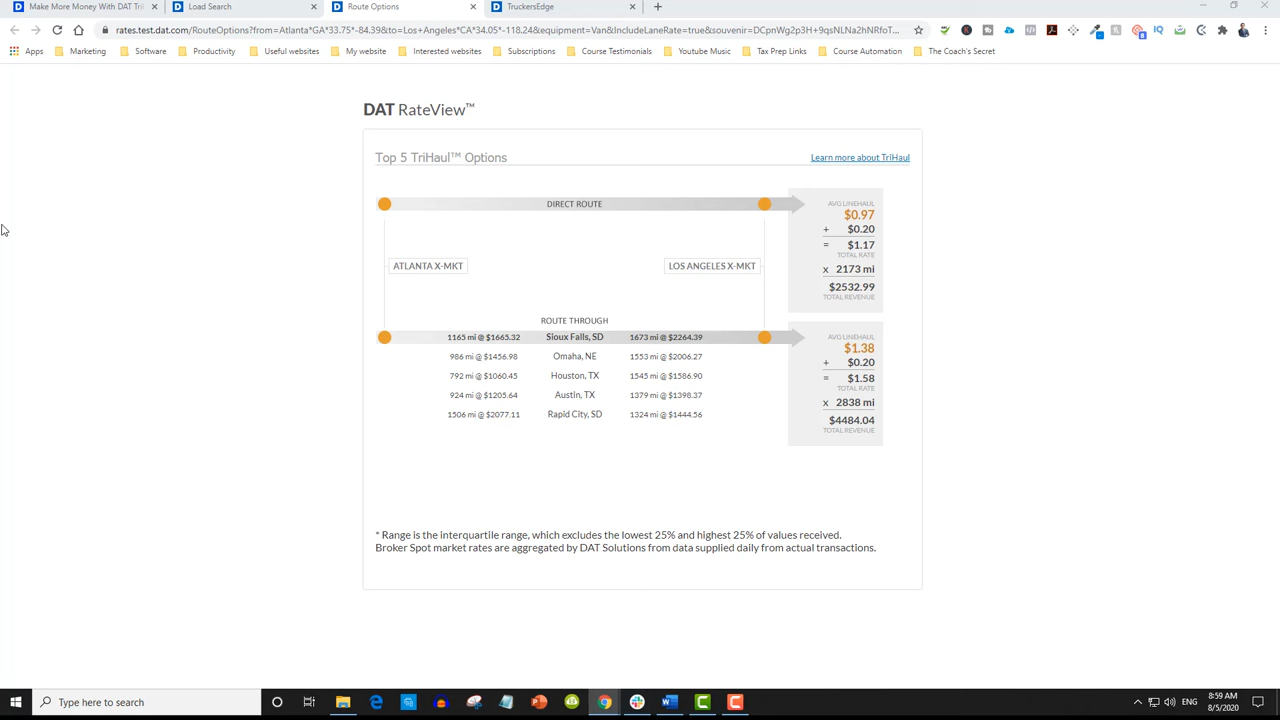 Make More Money With DAT Tri
Load Search
Route Options
TruckersEdge
rates.test.dat.com/RouteOptions?from=Atlanta*GA*33.75*-84.39&to=Los+Angeles*CA*34.05*-118.24&equipment=Van&IncludeLaneRate=true&souvenir=DCpnWg2p3H+9qsNLNa2hNRfoT...
Apps Marketing Software Productivity Useful websites My website Interested websites Subscriptions Course Testimonials Youtube Music Tax Prep Links Course Automation The Coach's Secret
DAT RateView™
Top 5 TriHaul™ Options Learn more about TriHaul
DIRECT ROUTE
AVG LINEHAUL
$0.97
+ $0.20
= $1.17
TOTAL RATE
x 2173 mi
$2532.99
TOTAL REVENUE
ATLANTA X-MKT LOS ANGELES X-MKT
ROUTE THROUGH
1165 mi @ $1665.32 Sioux Falls, SD 1673 mi @ $2264.39
986 mi @ $1456.98 Omaha, NE 1553 mi @ $2006.27
792 mi @ $1060.45 Houston, TX 1545 mi @ $1586.90
924 mi @ $1205.64 Austin, TX 1379 mi @ $1398.37
1506 mi @ $2077.11 Rapid City, SD 1324 mi @ $1444.56
AVG LINEHAUL
$1.38
+ $0.20
= $1.58
TOTAL RATE
x 2838 mi
$4484.04
TOTAL REVENUE
* Range is the interquartile range, which excludes the lowest 25% and highest 25% of values received.
Broker Spot market rates are aggregated by DAT Solutions from data supplied daily from actual transactions.
Type here to search
ENG
8:59 AM
8/5/2020